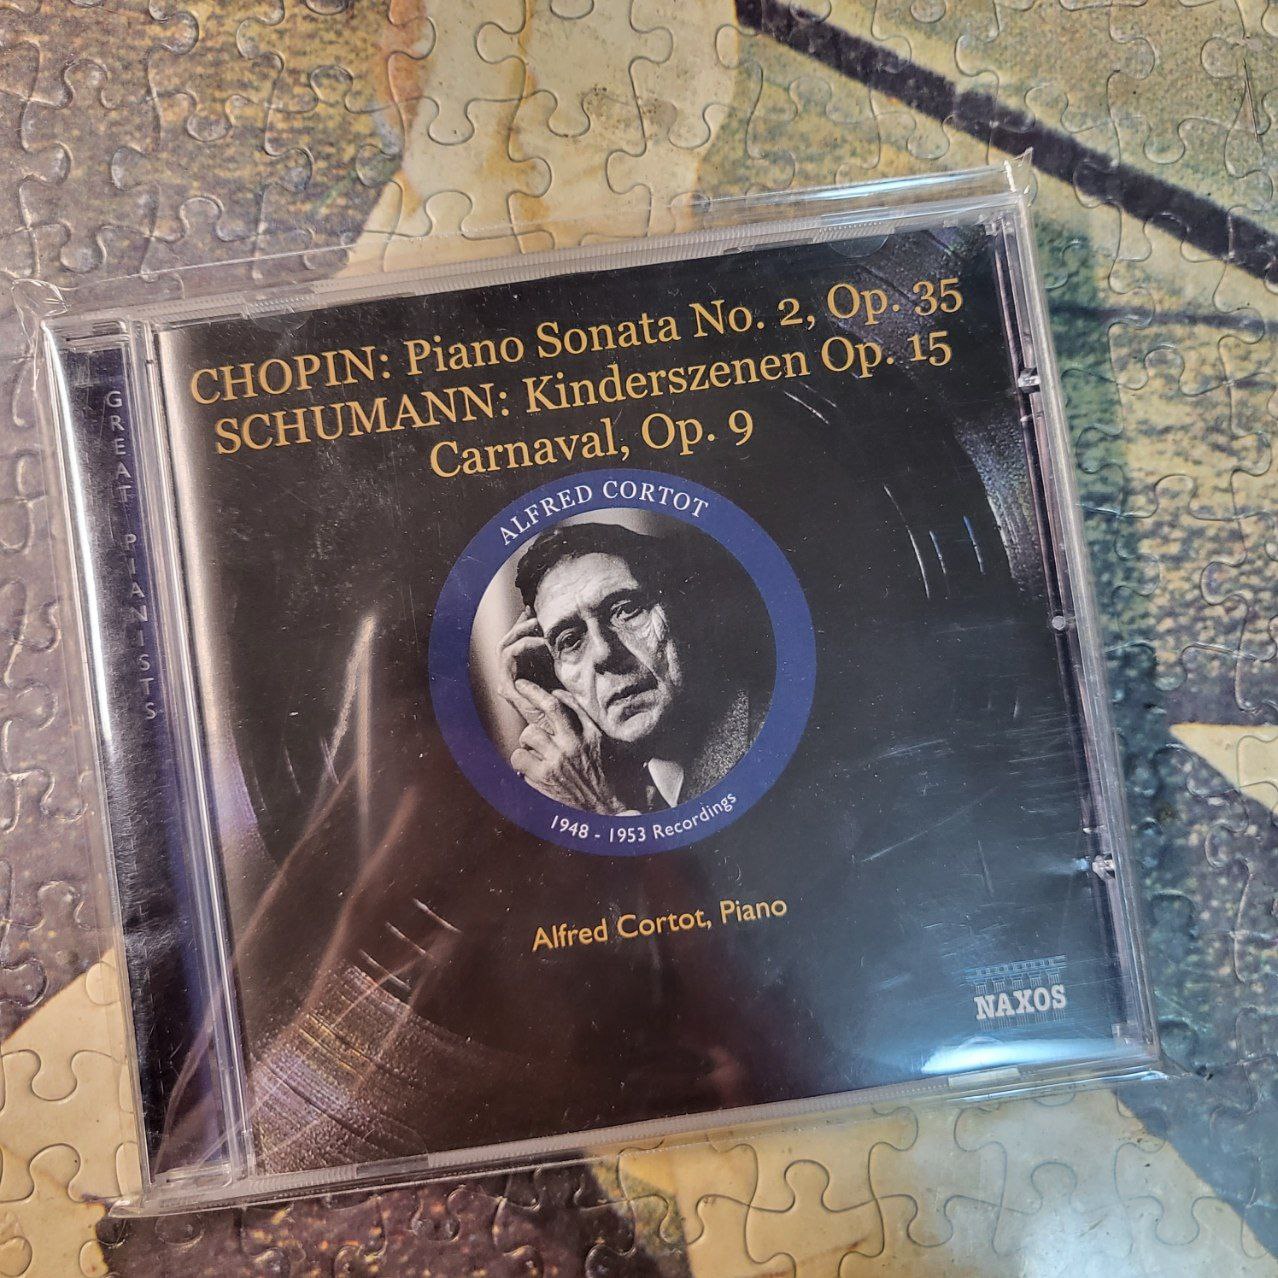 CHOPIN: Piano Sonata No. 2, Op. 35
SCHUMANN: Kinderszenen Op. 15
Carnaval, Op. 9
ALFRED CORTOT
1948 - 1953 Recordings
Alfred Cortot, Piano
NAXOS
GREAT PIANISTS